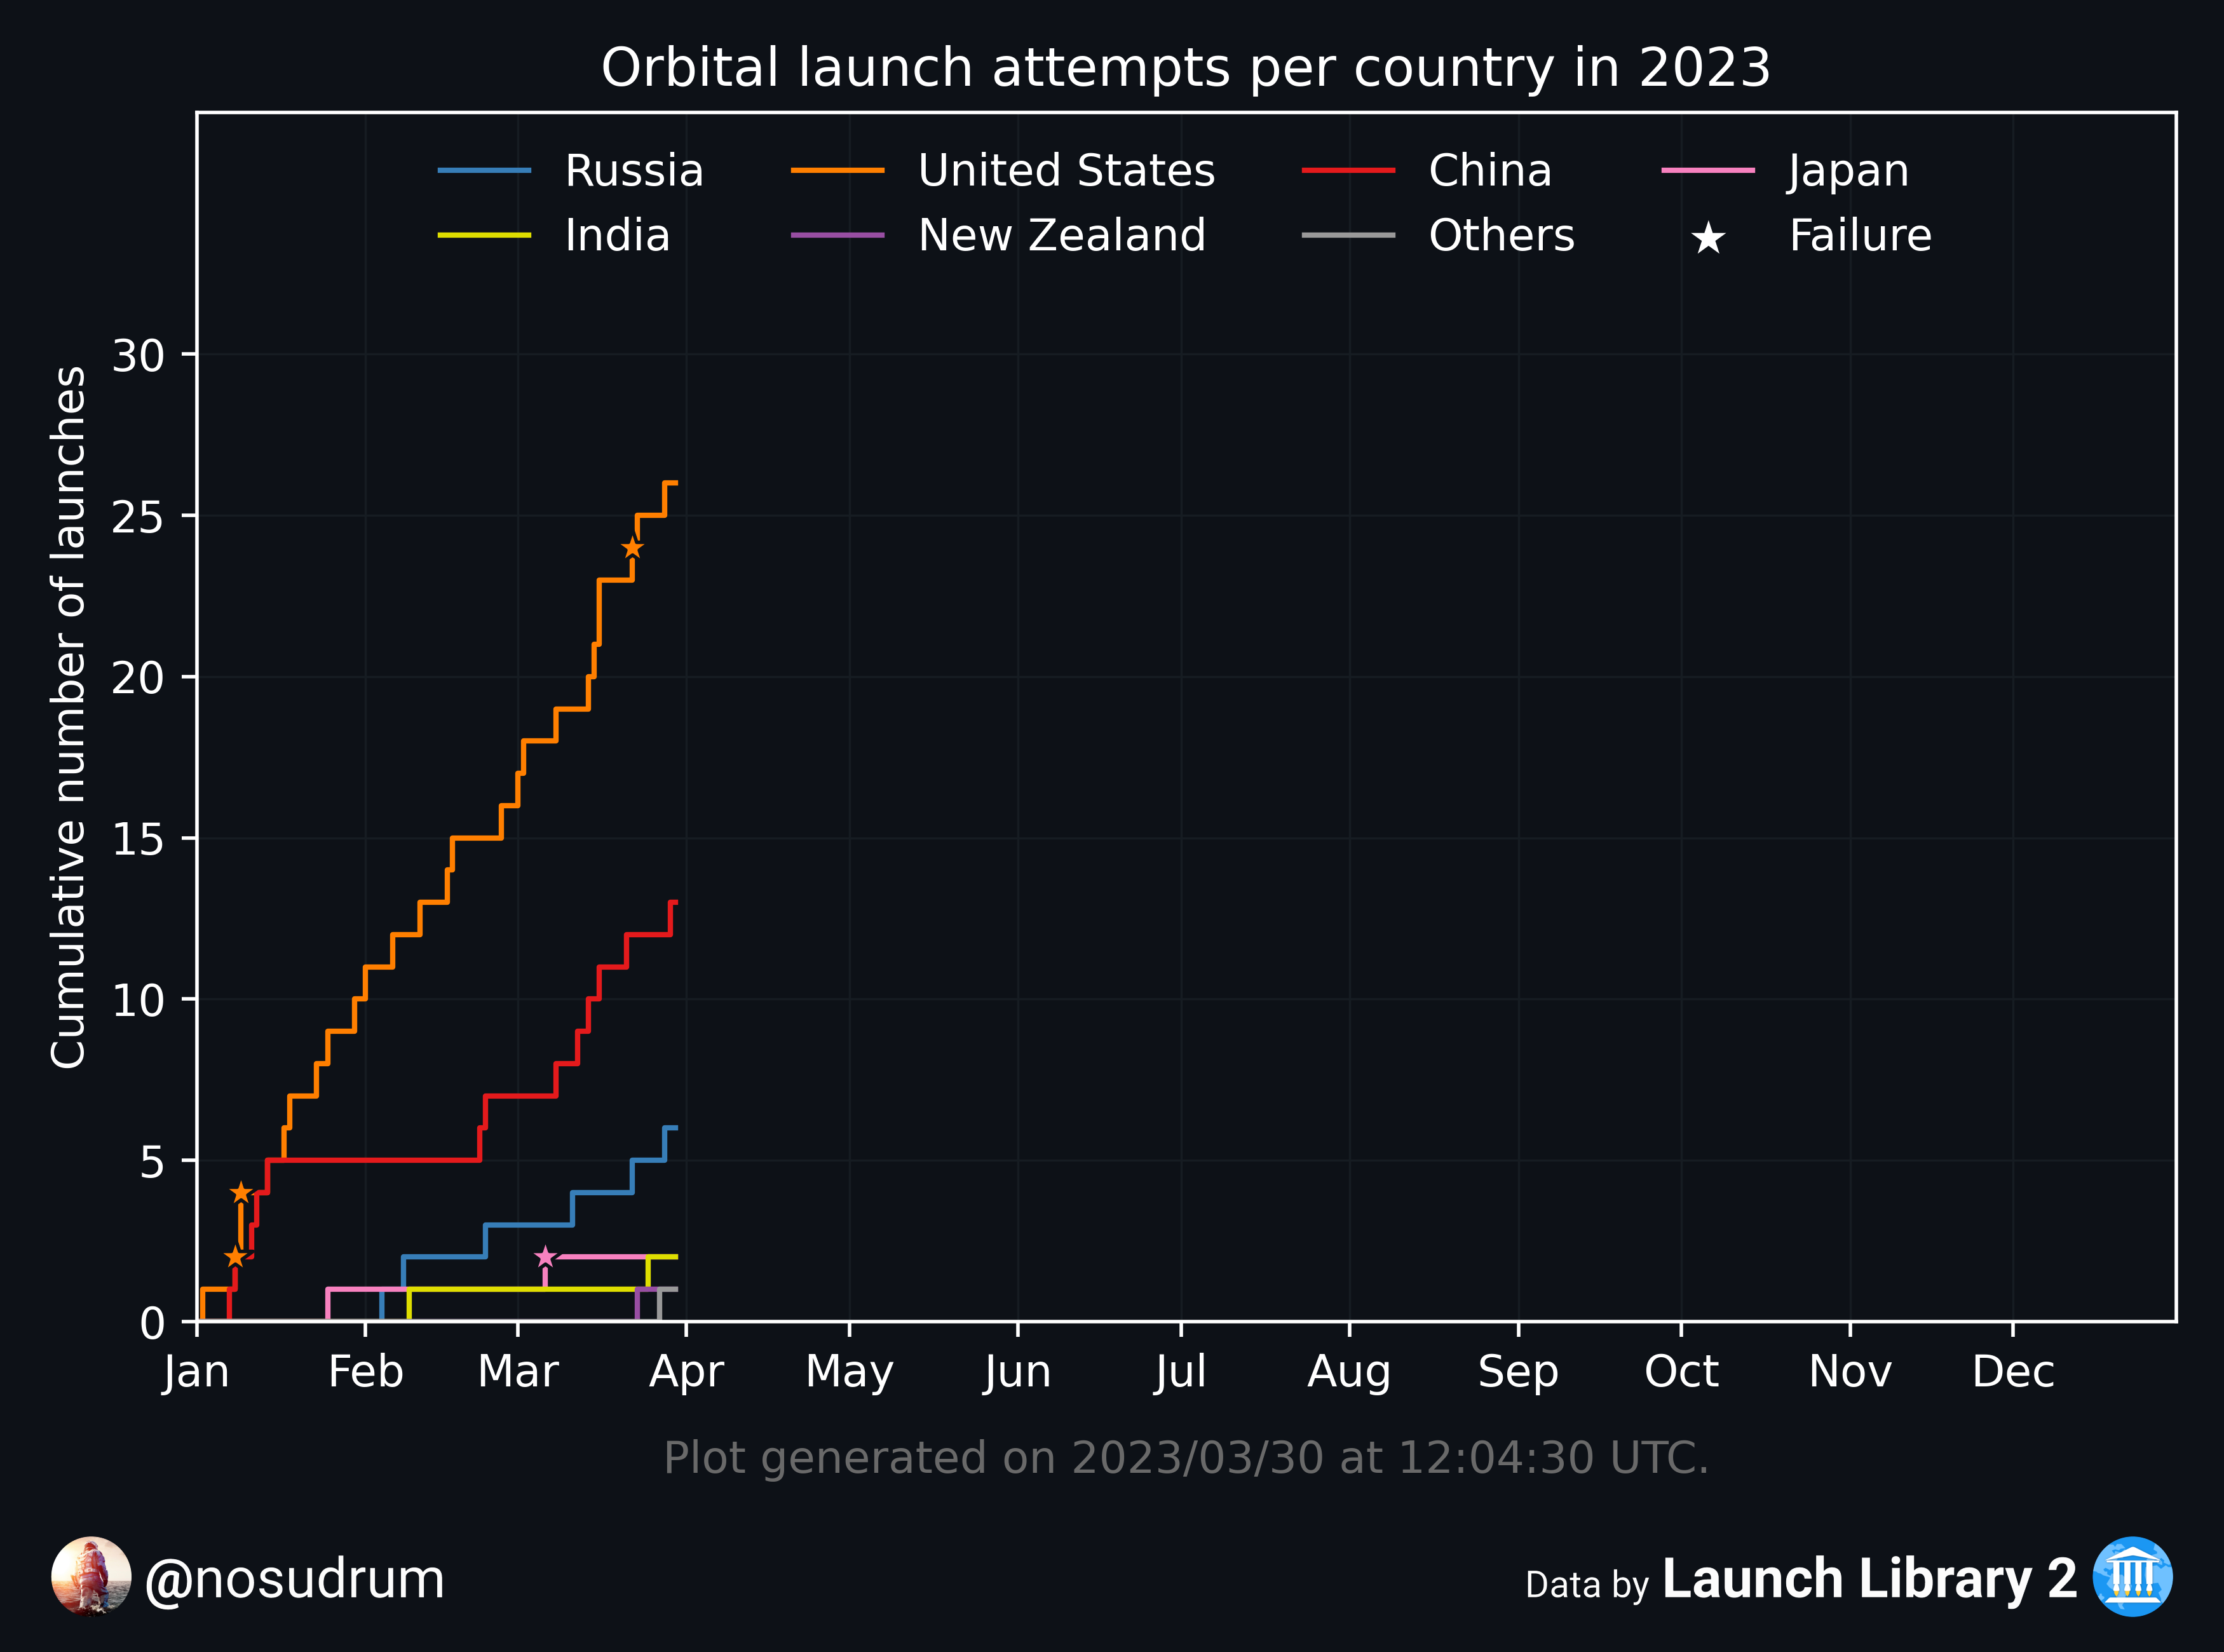 Orbital launch attempts per country in 2023
Russia United States China Japan
India New Zealand Others Failure
Cumulative number of launches
30
25
20
15
10
5
0
Jan Feb Mar Apr May Jun Jul Aug Sep Oct Nov Dec
Plot generated on 2023/03/30 at 12:04:30 UTC.
@nosudrum
Data by Launch Library 2